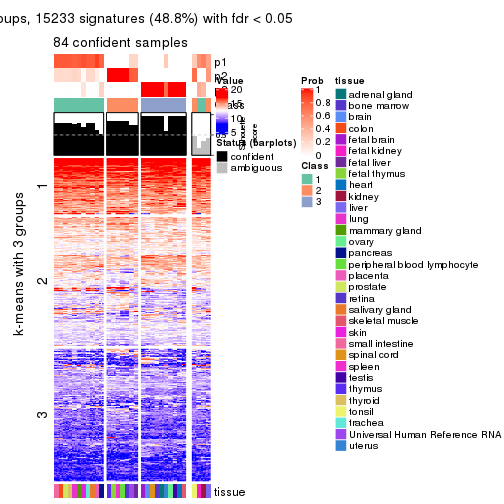 oups, 15233 signatures (48.8%) with fdr < 0.05
84 confident samples
p1
p2
Value
20
15
10
5
0
Status (barplots)
confident
ambiguous
Silhouette
score
Prob
1
0.8
0.6
0.4
0.2
0
Class
1
2
3
k-means with 3 groups
1
2
3
tissue
tissue
adrenal gland
bone marrow
brain
colon
fetal brain
fetal kidney
fetal liver
fetal thymus
heart
kidney
liver
lung
mammary gland
ovary
pancreas
peripheral blood lymphocyte
placenta
prostate
retina
salivary gland
skeletal muscle
skin
small intestine
spinal cord
spleen
testis
thymus
thyroid
tonsil
trachea
Universal Human Reference RNA
uterus